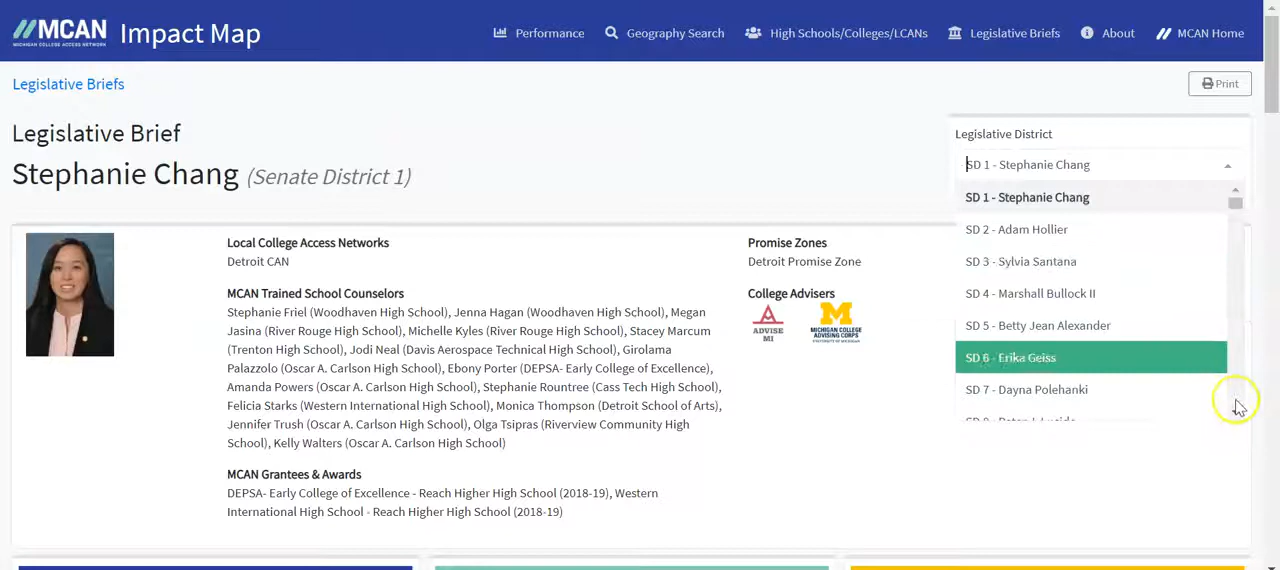 MCAN
MICHIGAN COLLEGE ACCESS NETWORK
Impact Map
Performance
Geography Search
High Schools/Colleges/LCANs
Legislative Briefs
About
MCAN Home
Legislative Briefs
Print
Legislative Brief
Stephanie Chang (Senate District 1)
Legislative District
SD 1 - Stephanie Chang
SD 1 - Stephanie Chang
SD 2 - Adam Hollier
SD 3 - Sylvia Santana
SD 4 - Marshall Bullock II
SD 5 - Betty Jean Alexander
SD 6 - Erika Geiss
SD 7 - Dayna Polehanki
Local College Access Networks
Detroit CAN
MCAN Trained School Counselors
Stephanie Friel (Woodhaven High School), Jenna Hagan (Woodhaven High School), Megan
Jasina (River Rouge High School), Michelle Kyles (River Rouge High School), Stacey Marcum
(Trenton High School), Jodi Neal (Davis Aerospace Technical High School), Girolama
Palazzolo (Oscar A. Carlson High School), Ebony Porter (DEPSA- Early College of Excellence),
Amanda Powers (Oscar A. Carlson High School), Stephanie Rountree (Cass Tech High School),
Felicia Starks (Western International High School), Monica Thompson (Detroit School of Arts),
Jennifer Trush (Oscar A. Carlson High School), Olga Tsipras (Riverview Community High
School), Kelly Walters (Oscar A. Carlson High School)
MCAN Grantees & Awards
DEPSA- Early College of Excellence - Reach Higher High School (2018-19), Western
International High School - Reach Higher High School (2018-19)
Promise Zones
Detroit Promise Zone
College Advisers
ADVISE
MI
M
MICHIGAN COLLEGE
ADVISING CORPS